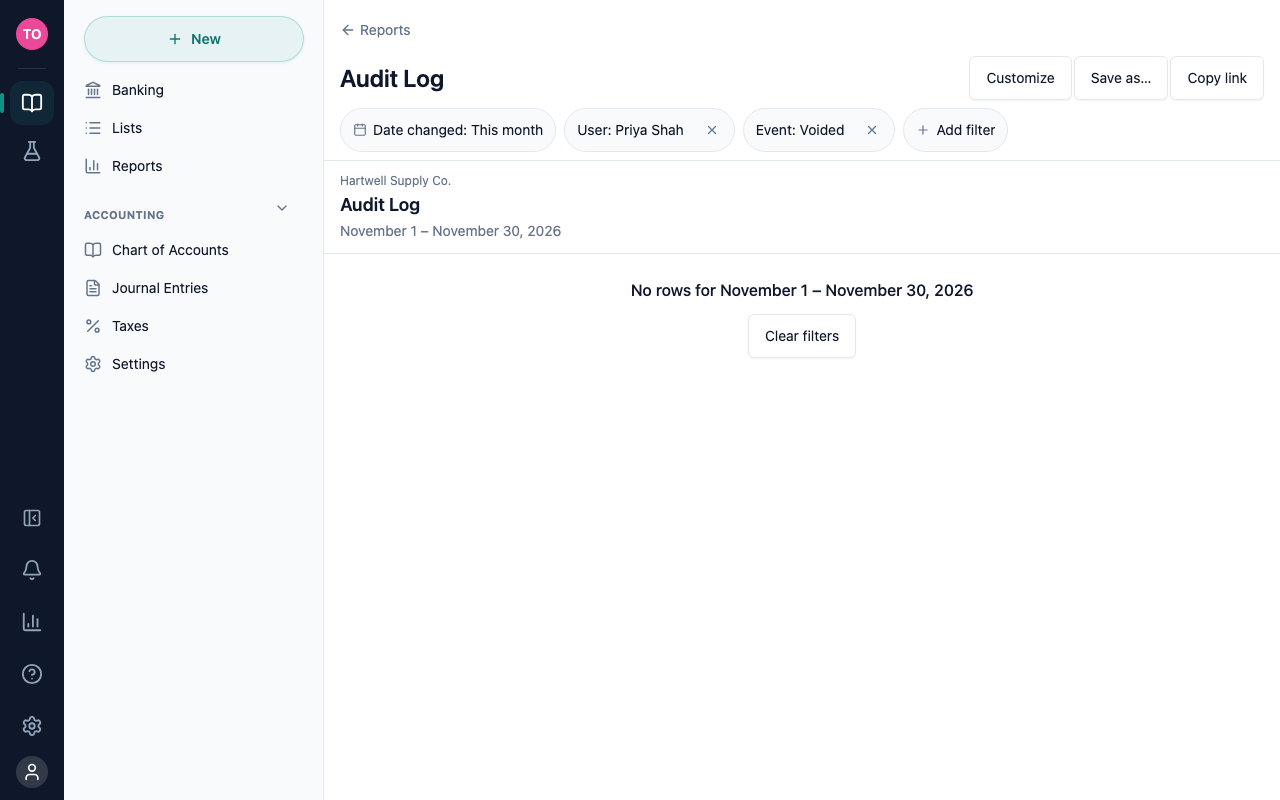 TO
New
Banking
Lists
Reports
ACCOUNTING
Chart of Accounts
Journal Entries
Taxes
Settings
Reports
Audit Log
Customize
Save as...
Copy link
Date changed: This month
User: Priya Shah
Event: Voided
Add filter
Hartwell Supply Co.
Audit Log
November 1 – November 30, 2026
No rows for November 1 – November 30, 2026
Clear filters